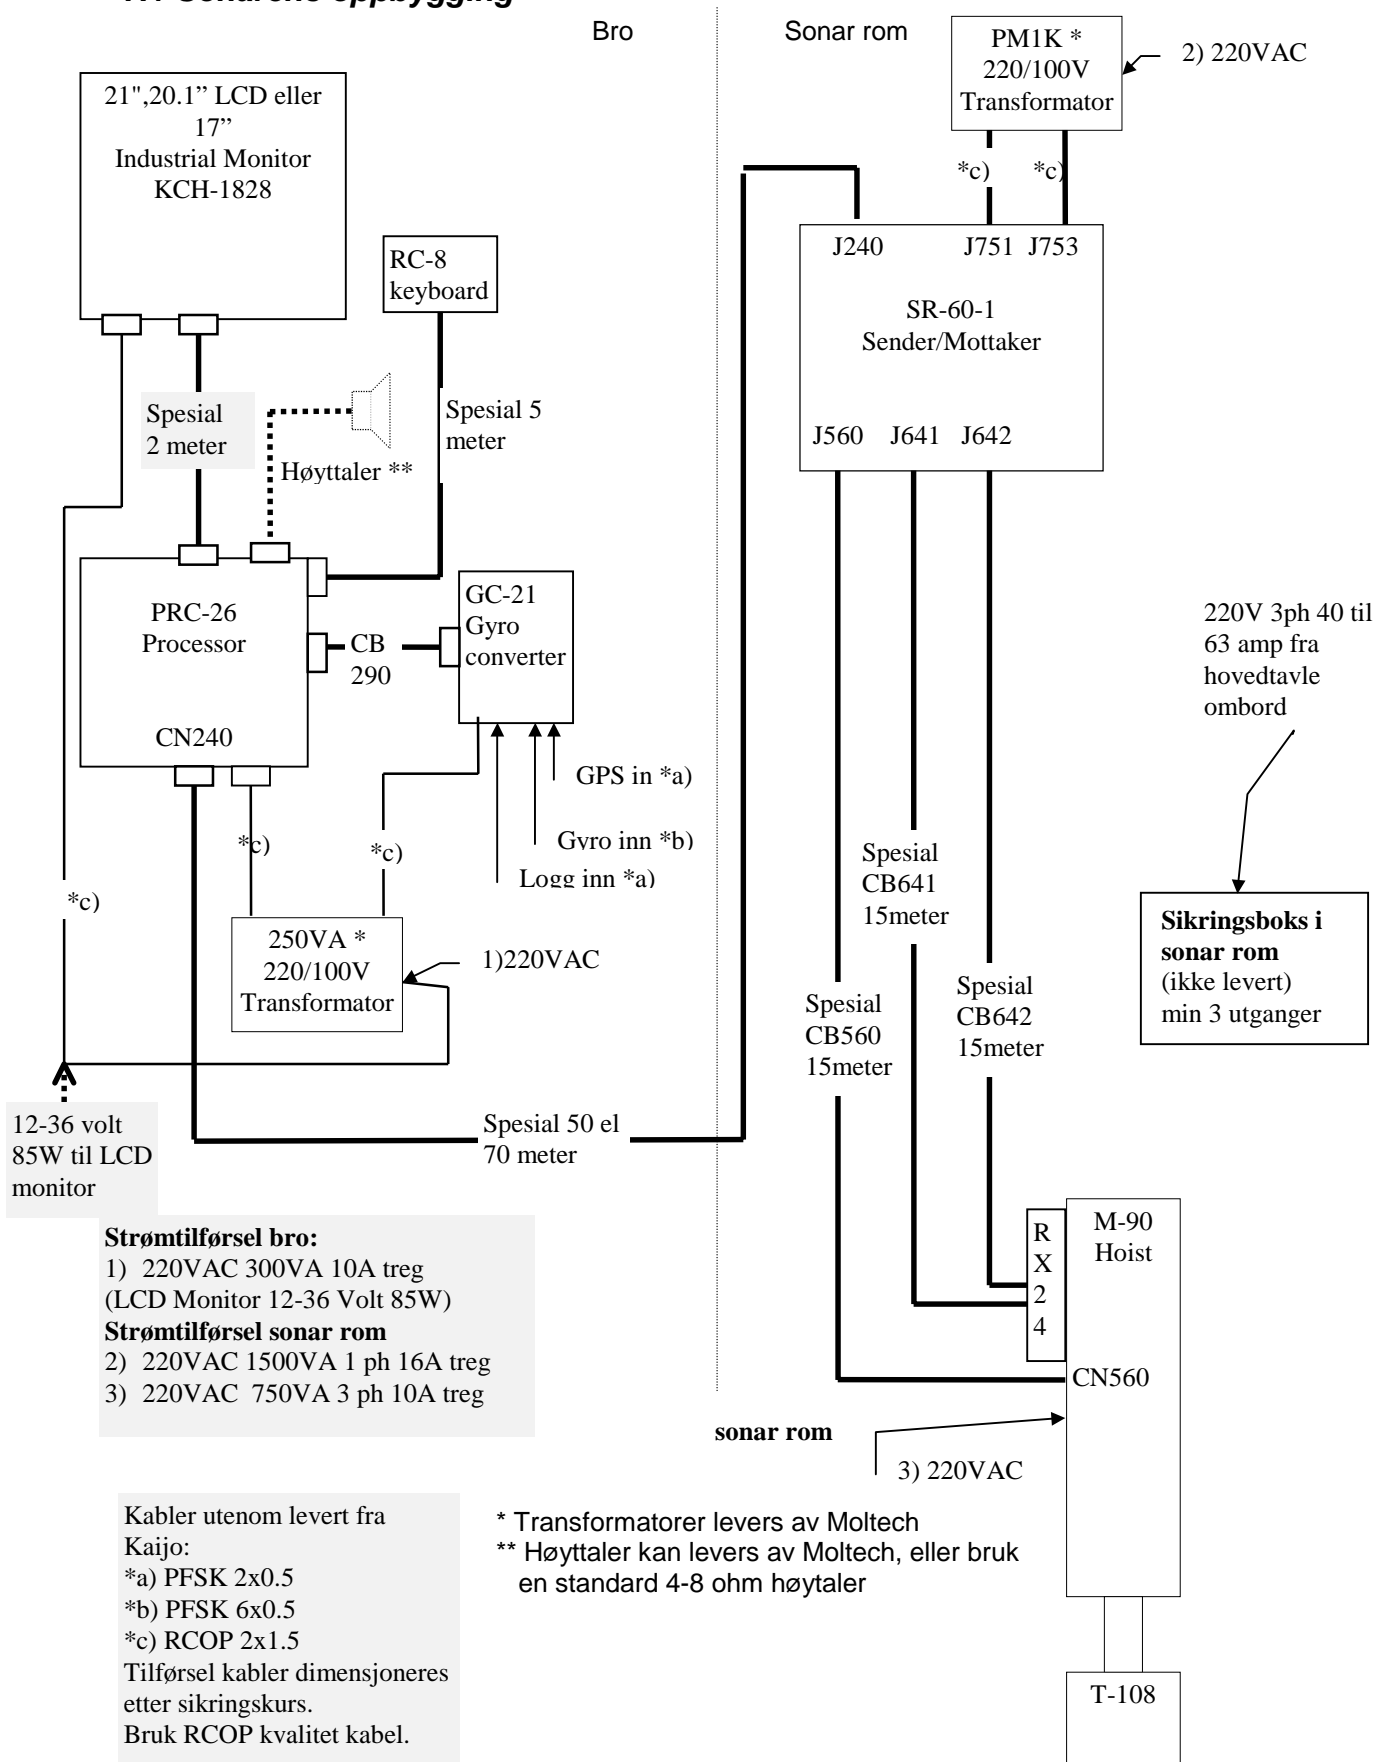 Bro
Sonar rom
PM1K *
220/100V
Transformator
2) 220VAC
21",20.1” LCD eller
17”
Industrial Monitor
KCH-1828
*c)
*c)
RC-8
keyboard
J240
J751
J753
SR-60-1
Sender/Mottaker
J560
J641
J642
Spesial
2 meter
Høyttaler **
Spesial 5
meter
PRC-26
Processor
CN240
CB
290
GC-21
Gyro
converter
GPS in *a)
Gyro inn *b)
Logg inn *a)
*c)
*c)
*c)
250VA *
220/100V
Transformator
1)220VAC
220V 3ph 40 til
63 amp fra
hovedtavle
ombord
Sikringsboks i
sonar rom
(ikke levert)
min 3 utganger
Spesial
CB641
15meter
Spesial
CB560
15meter
Spesial
CB642
15meter
12-36 volt
85W til LCD
monitor
Spesial 50 el
70 meter
Strømtilførsel bro:
1) 220VAC 300VA 10A treg
(LCD Monitor 12-36 Volt 85W)
Strømtilførsel sonar rom
2) 220VAC 1500VA 1 ph 16A treg
3) 220VAC 750VA 3 ph 10A treg
R
X
2
4
M-90
Hoist
CN560
sonar rom
3) 220VAC
Kabler utenom levert fra
Kaijo:
*a) PFSK 2x0.5
*b) PFSK 6x0.5
*c) RCOP 2x1.5
Tilførsel kabler dimensjoneres
etter sikringskurs.
Bruk RCOP kvalitet kabel.
* Transformatorer levers av Moltech
** Høyttaler kan levers av Moltech, eller bruk
en standard 4-8 ohm høytaler
T-108